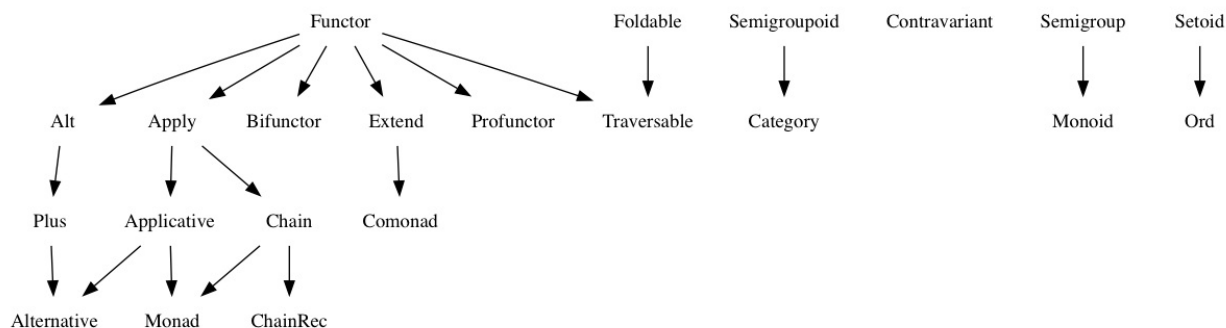 Functor Foldable Semigroupoid Contravariant Semigroup Setoid
Alt Apply Bifunctor Extend Profunctor Traversable Category Monoid Ord
Plus Applicative Chain Comonad
Alternative Monad ChainRec